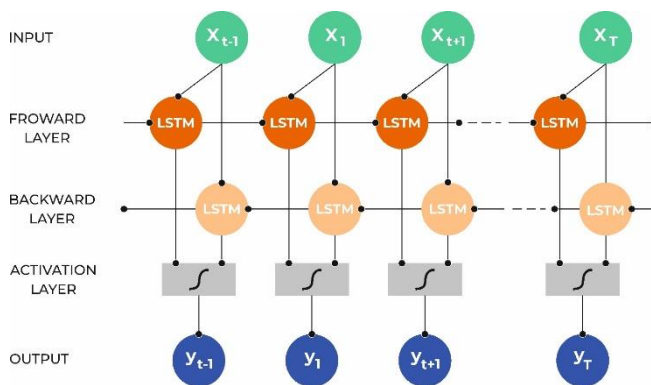 INPUT
X t-1 X 1 X t+1 X T
FROWARD
LAYER
LSTM LSTM LSTM LSTM
BACKWARD
LAYER
LSTM LSTM LSTM LSTM
ACTIVATION
LAYER
∫ ∫ ∫ ∫
OUTPUT
y t-1 y 1 y t+1 y T